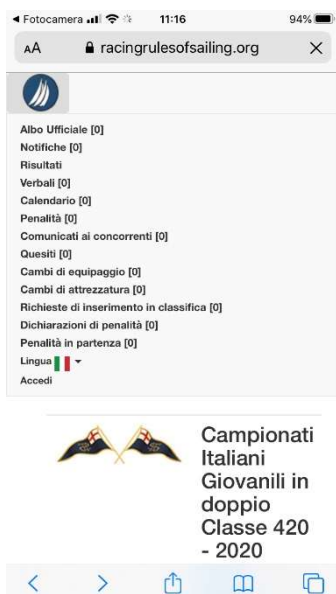 Fotocamera 11:16 94%
AA racingrulesofsailing.org
Albo Ufficiale [0]
Notifiche [0]
Risultati
Verbali [0]
Calendario [0]
Penalità [0]
Comunicati ai concorrenti [0]
Quesiti [0]
Cambi di equipaggio [0]
Cambi di attrezzatura [0]
Richieste di inserimento in classifica [0]
Dichiarazioni di penalità [0]
Penalità in partenza [0]
Lingua
Accedi
Campionati
Italiani
Giovanili in
doppio
Classe 420
- 2020